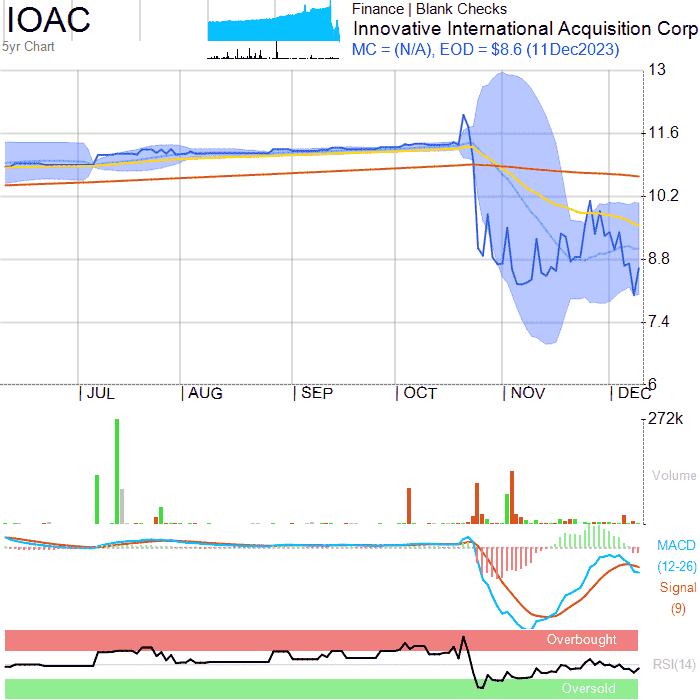 IOAC
5yr Chart
Finance | Blank Checks
Innovative International Acquisition Corp
MC = (N/A), EOD = $8.6 (11Dec2023)
13
11.6
10.2
8.8
7.4
6
JUL
AUG
SEP
OCT
NOV
DEC
272k
Volume
MACD
(12-26)
Signal
(9)
Overbought
RSI(14)
Oversold